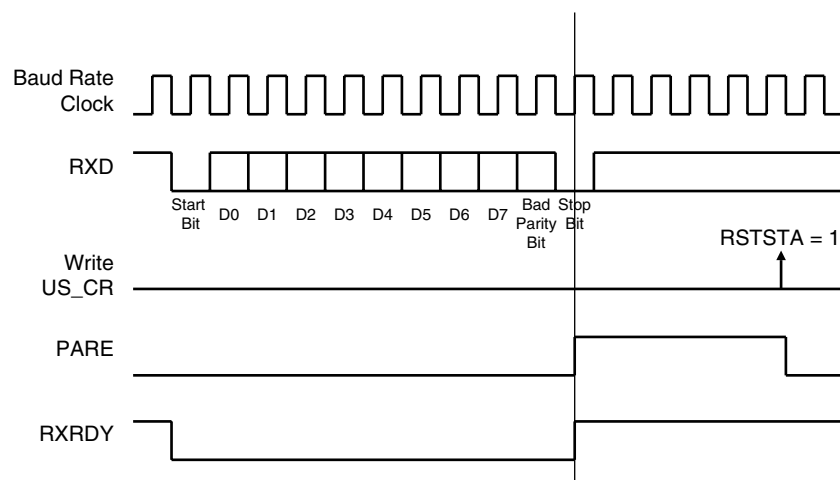 Baud Rate
Clock
RXD
Start
Bit
D0
D1
D2
D3
D4
D5
D6
D7
Bad
Parity
Bit
Stop
Bit
RSTSTA = 1
Write
US_CR
PARE
RXRDY